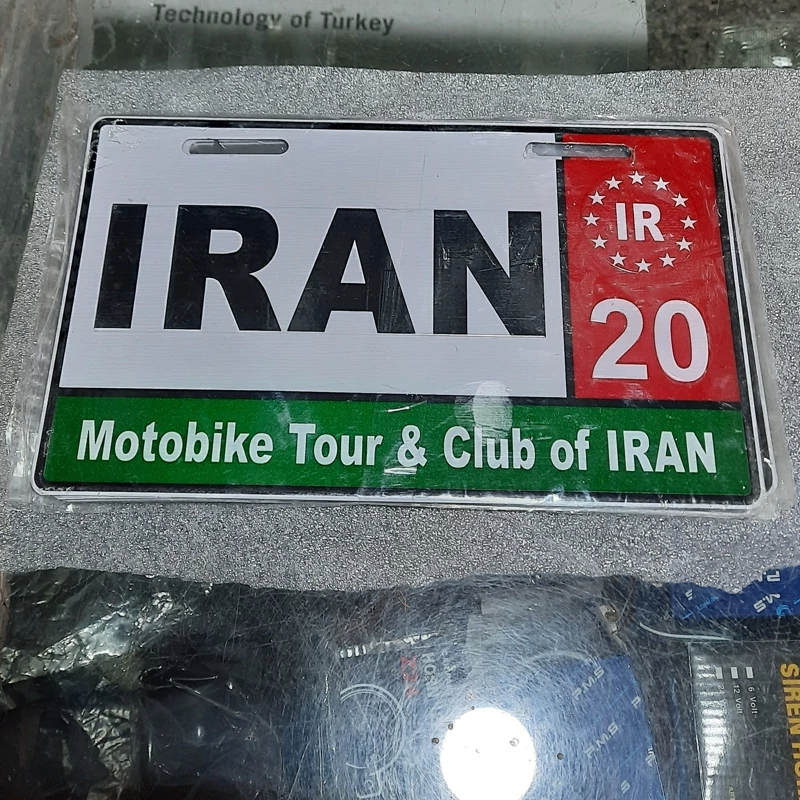 Technology of Turkey
IRAN
IR
20
Motobike Tour & Club of IRAN
P.M.S
P.M.S
6 Volt
12 Volt
SIREN